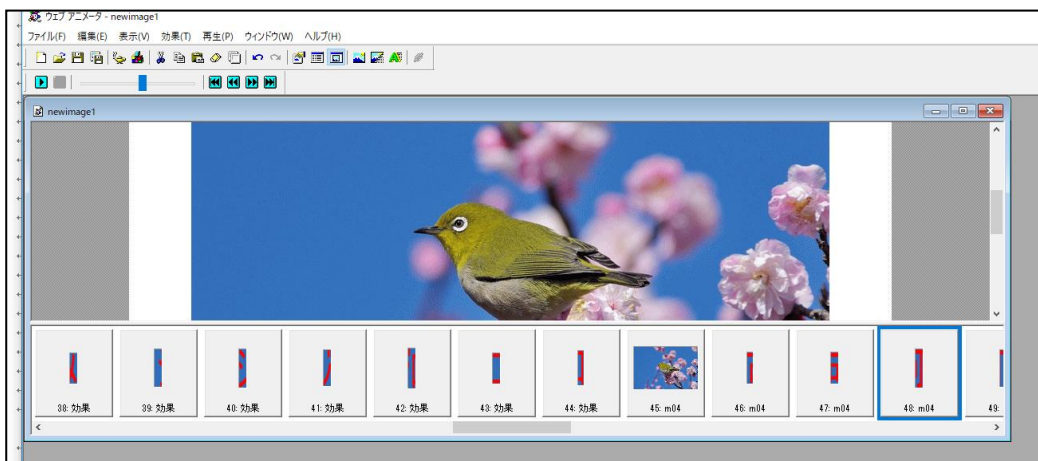 ウェブ アニメータ - newimage1
ファイル(F) 編集(E) 表示(V) 効果(T) 再生(P) ウィンドウ(W) ヘルプ(H)
newimage1
38: 効果 39: 効果 40: 効果 41: 効果 42: 効果 43: 効果 44: 効果 45: m04 46: m04 47: m04 48: m04 49: